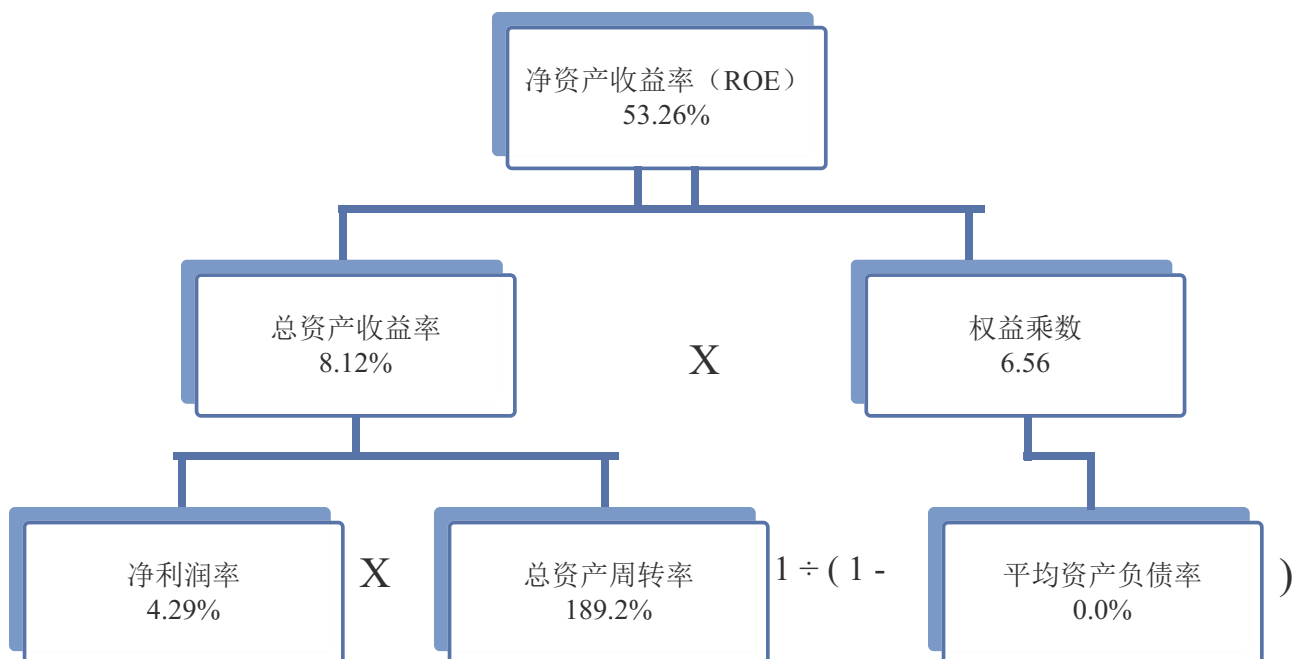 净资产收益率（ROE）
53.26%
总资产收益率
8.12%
X
权益乘数
6.56
净利润率
4.29%
X
总资产周转率
189.2%
1 ÷ ( 1 -
平均资产负债率
0.0%
)